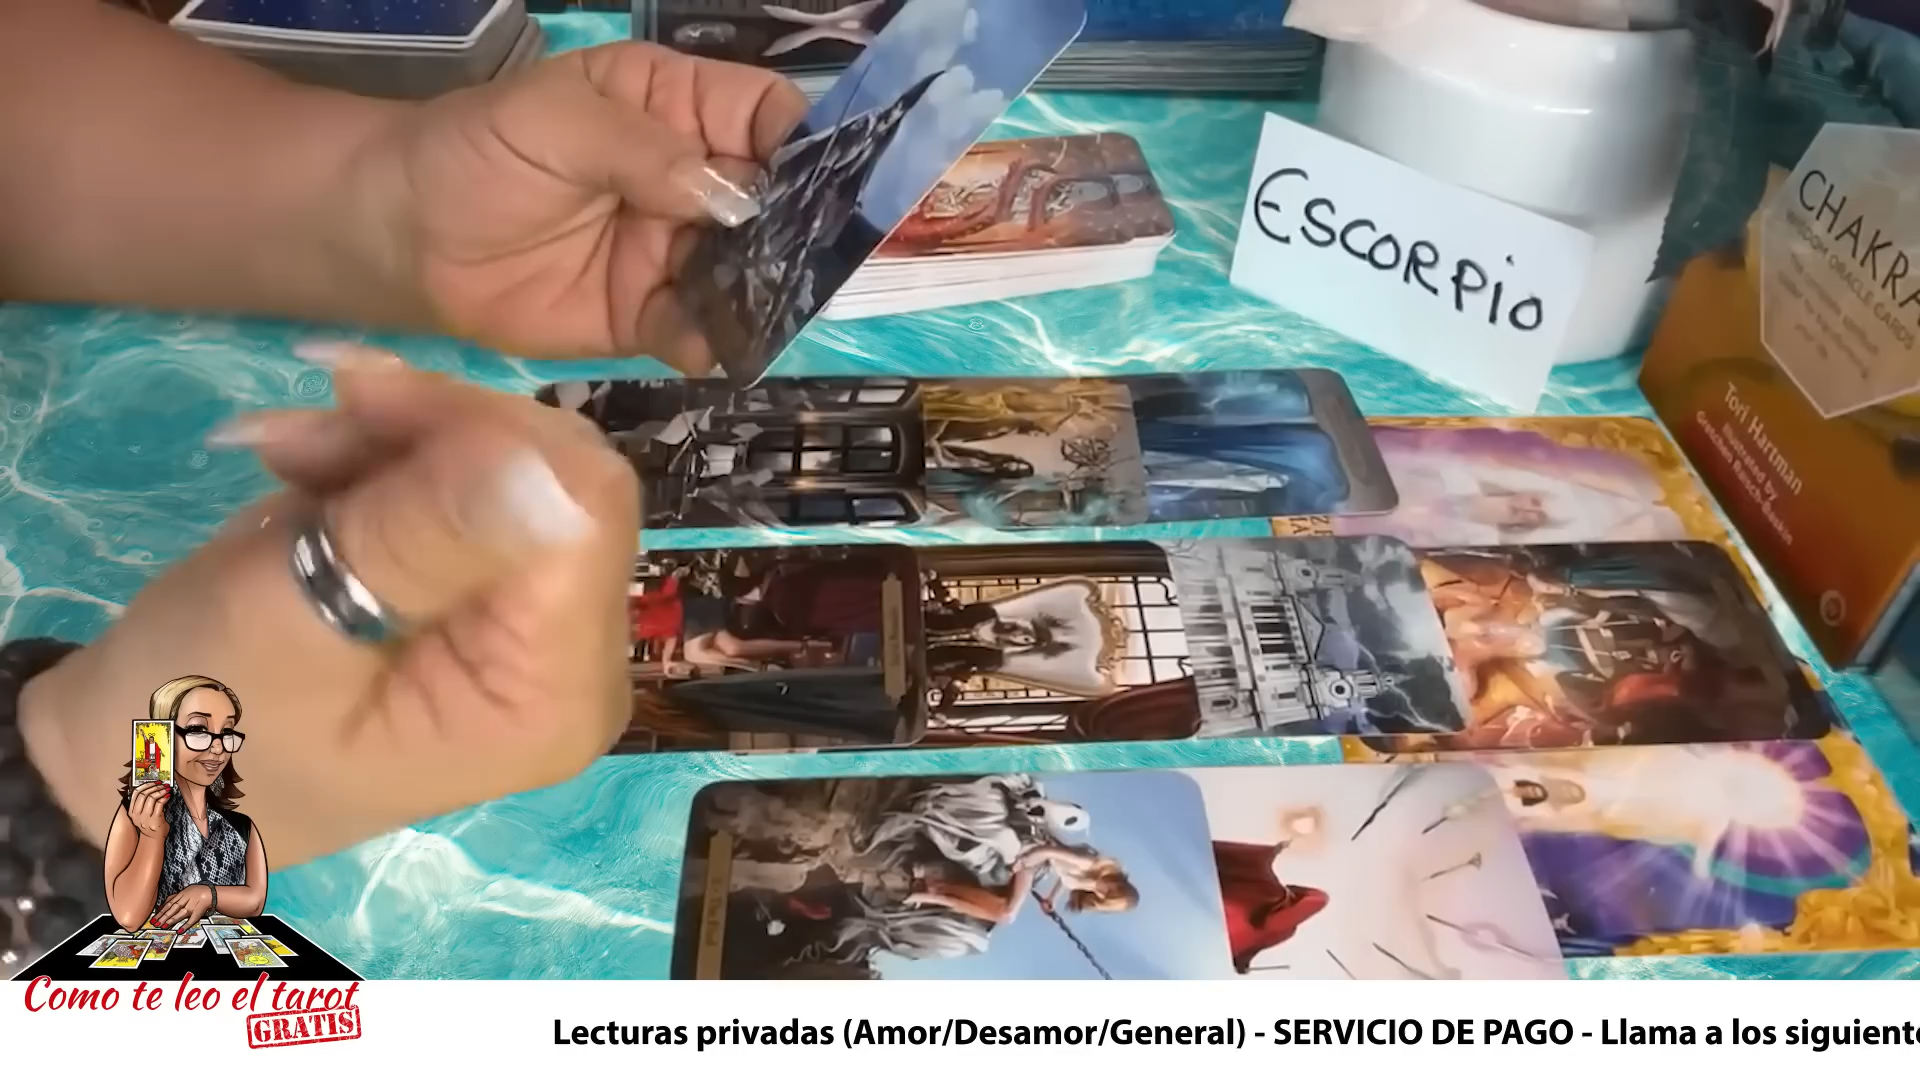 ESCORPIO
CHAKRA
WISDOM ORACLE CARDS
Tori Hartman
Illustrated by
Como te leo el tarot
GRATIS
Lecturas privadas (Amor/Desamor/General) - SERVICIO DE PAGO - Llama a los siguiente